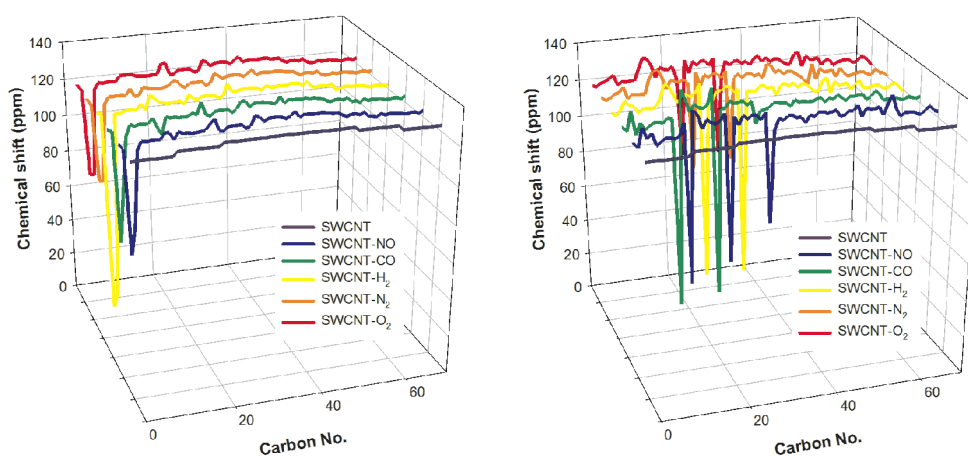 140
120
100
80
60
40
20
0
Chemical shift (ppm)
SWCNT
SWCNT-NO
SWCNT-CO
SWCNT-H₂
SWCNT-N₂
SWCNT-O₂
0
20
40
60
Carbon No.
140
120
100
80
60
40
20
0
Chemical shift (ppm)
SWCNT
SWCNT-NO
SWCNT-CO
SWCNT-H₂
SWCNT-N₂
SWCNT-O₂
0
20
40
60
Carbon No.